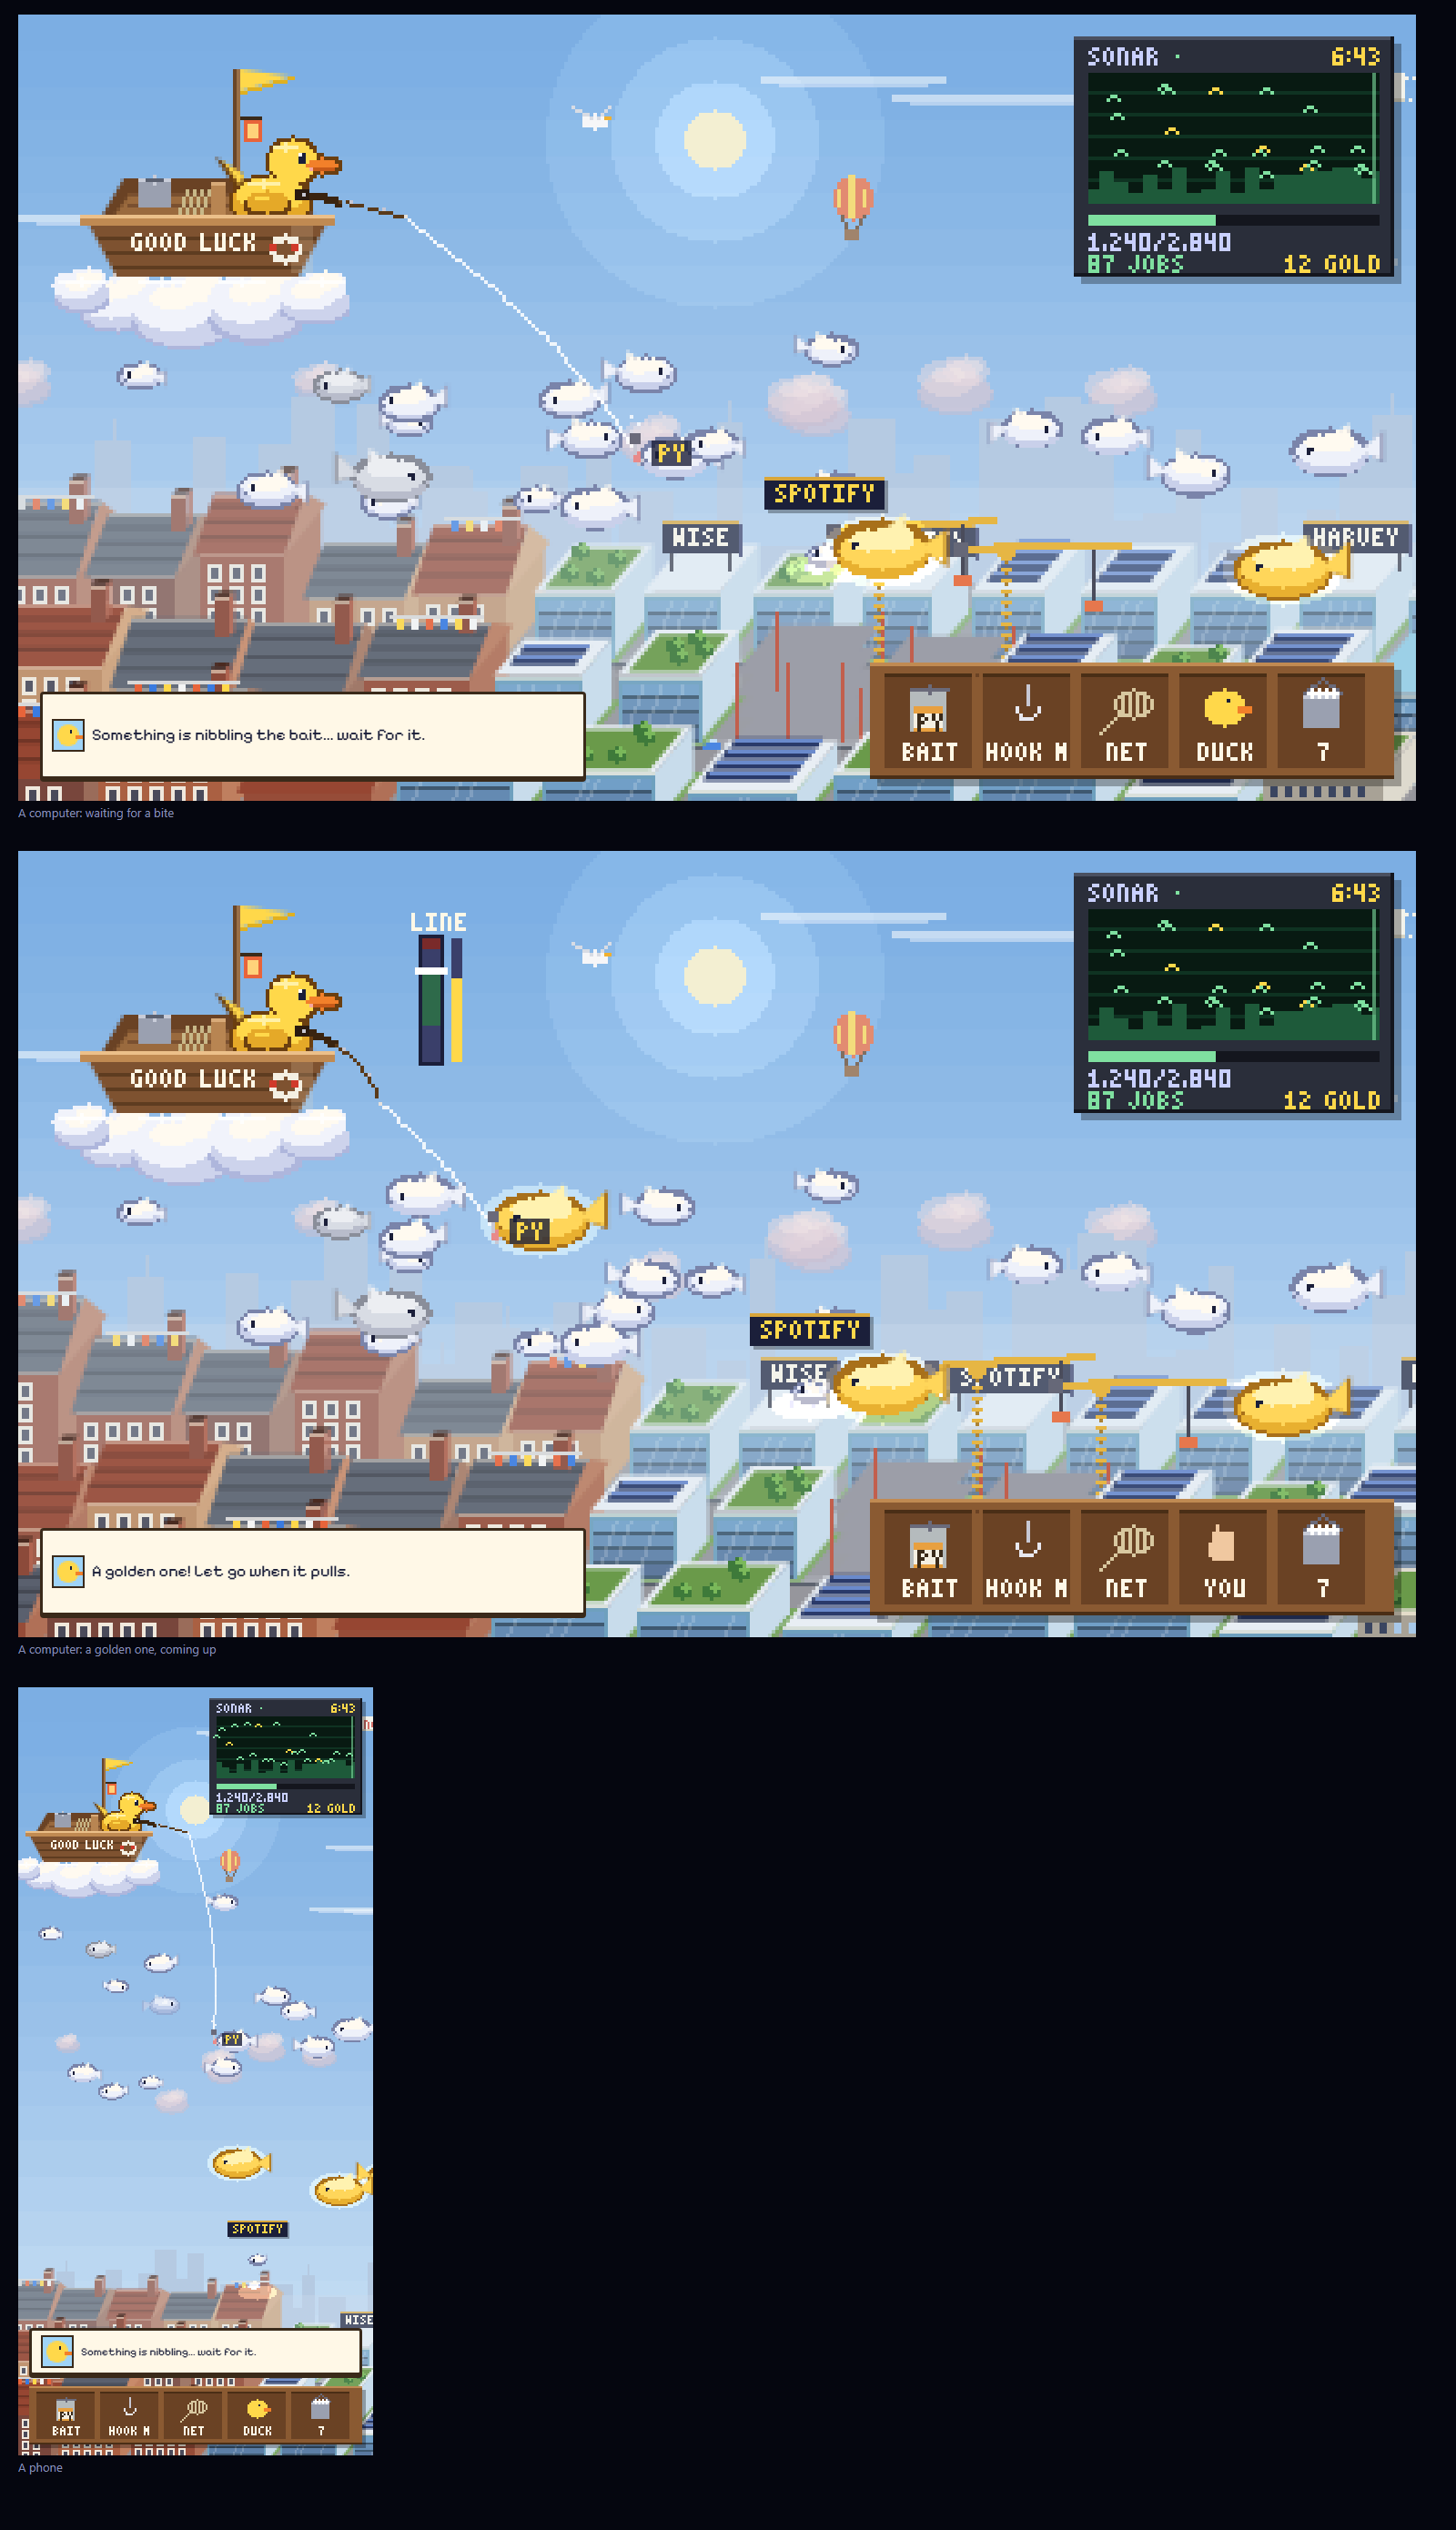 SONAR · 6:43
1.240/2.840
87 JOBS 12 GOLD
GOOD LUCK
PY
SPOTIFY
WISE
HARVEY
Something is nibbling the bait... wait for it.
PY
BAIT HOOK M NET DUCK 7
A computer: waiting for a bite
LINE
SONAR · 6:43
1.240/2.840
87 JOBS 12 GOLD
GOOD LUCK
PY
SPOTIFY
WISE
SPOTIFY
A golden one! Let go when it pulls.
PY
BAIT HOOK M NET YOU 7
A computer: a golden one, coming up
SONAR · 6:43
1.240/2.840
87 JOBS 12 GOLD
GOOD LUCK
PY
SPOTIFY
WISE
Something is nibbling... wait for it.
PY
BAIT HOOK M NET DUCK 7
A phone